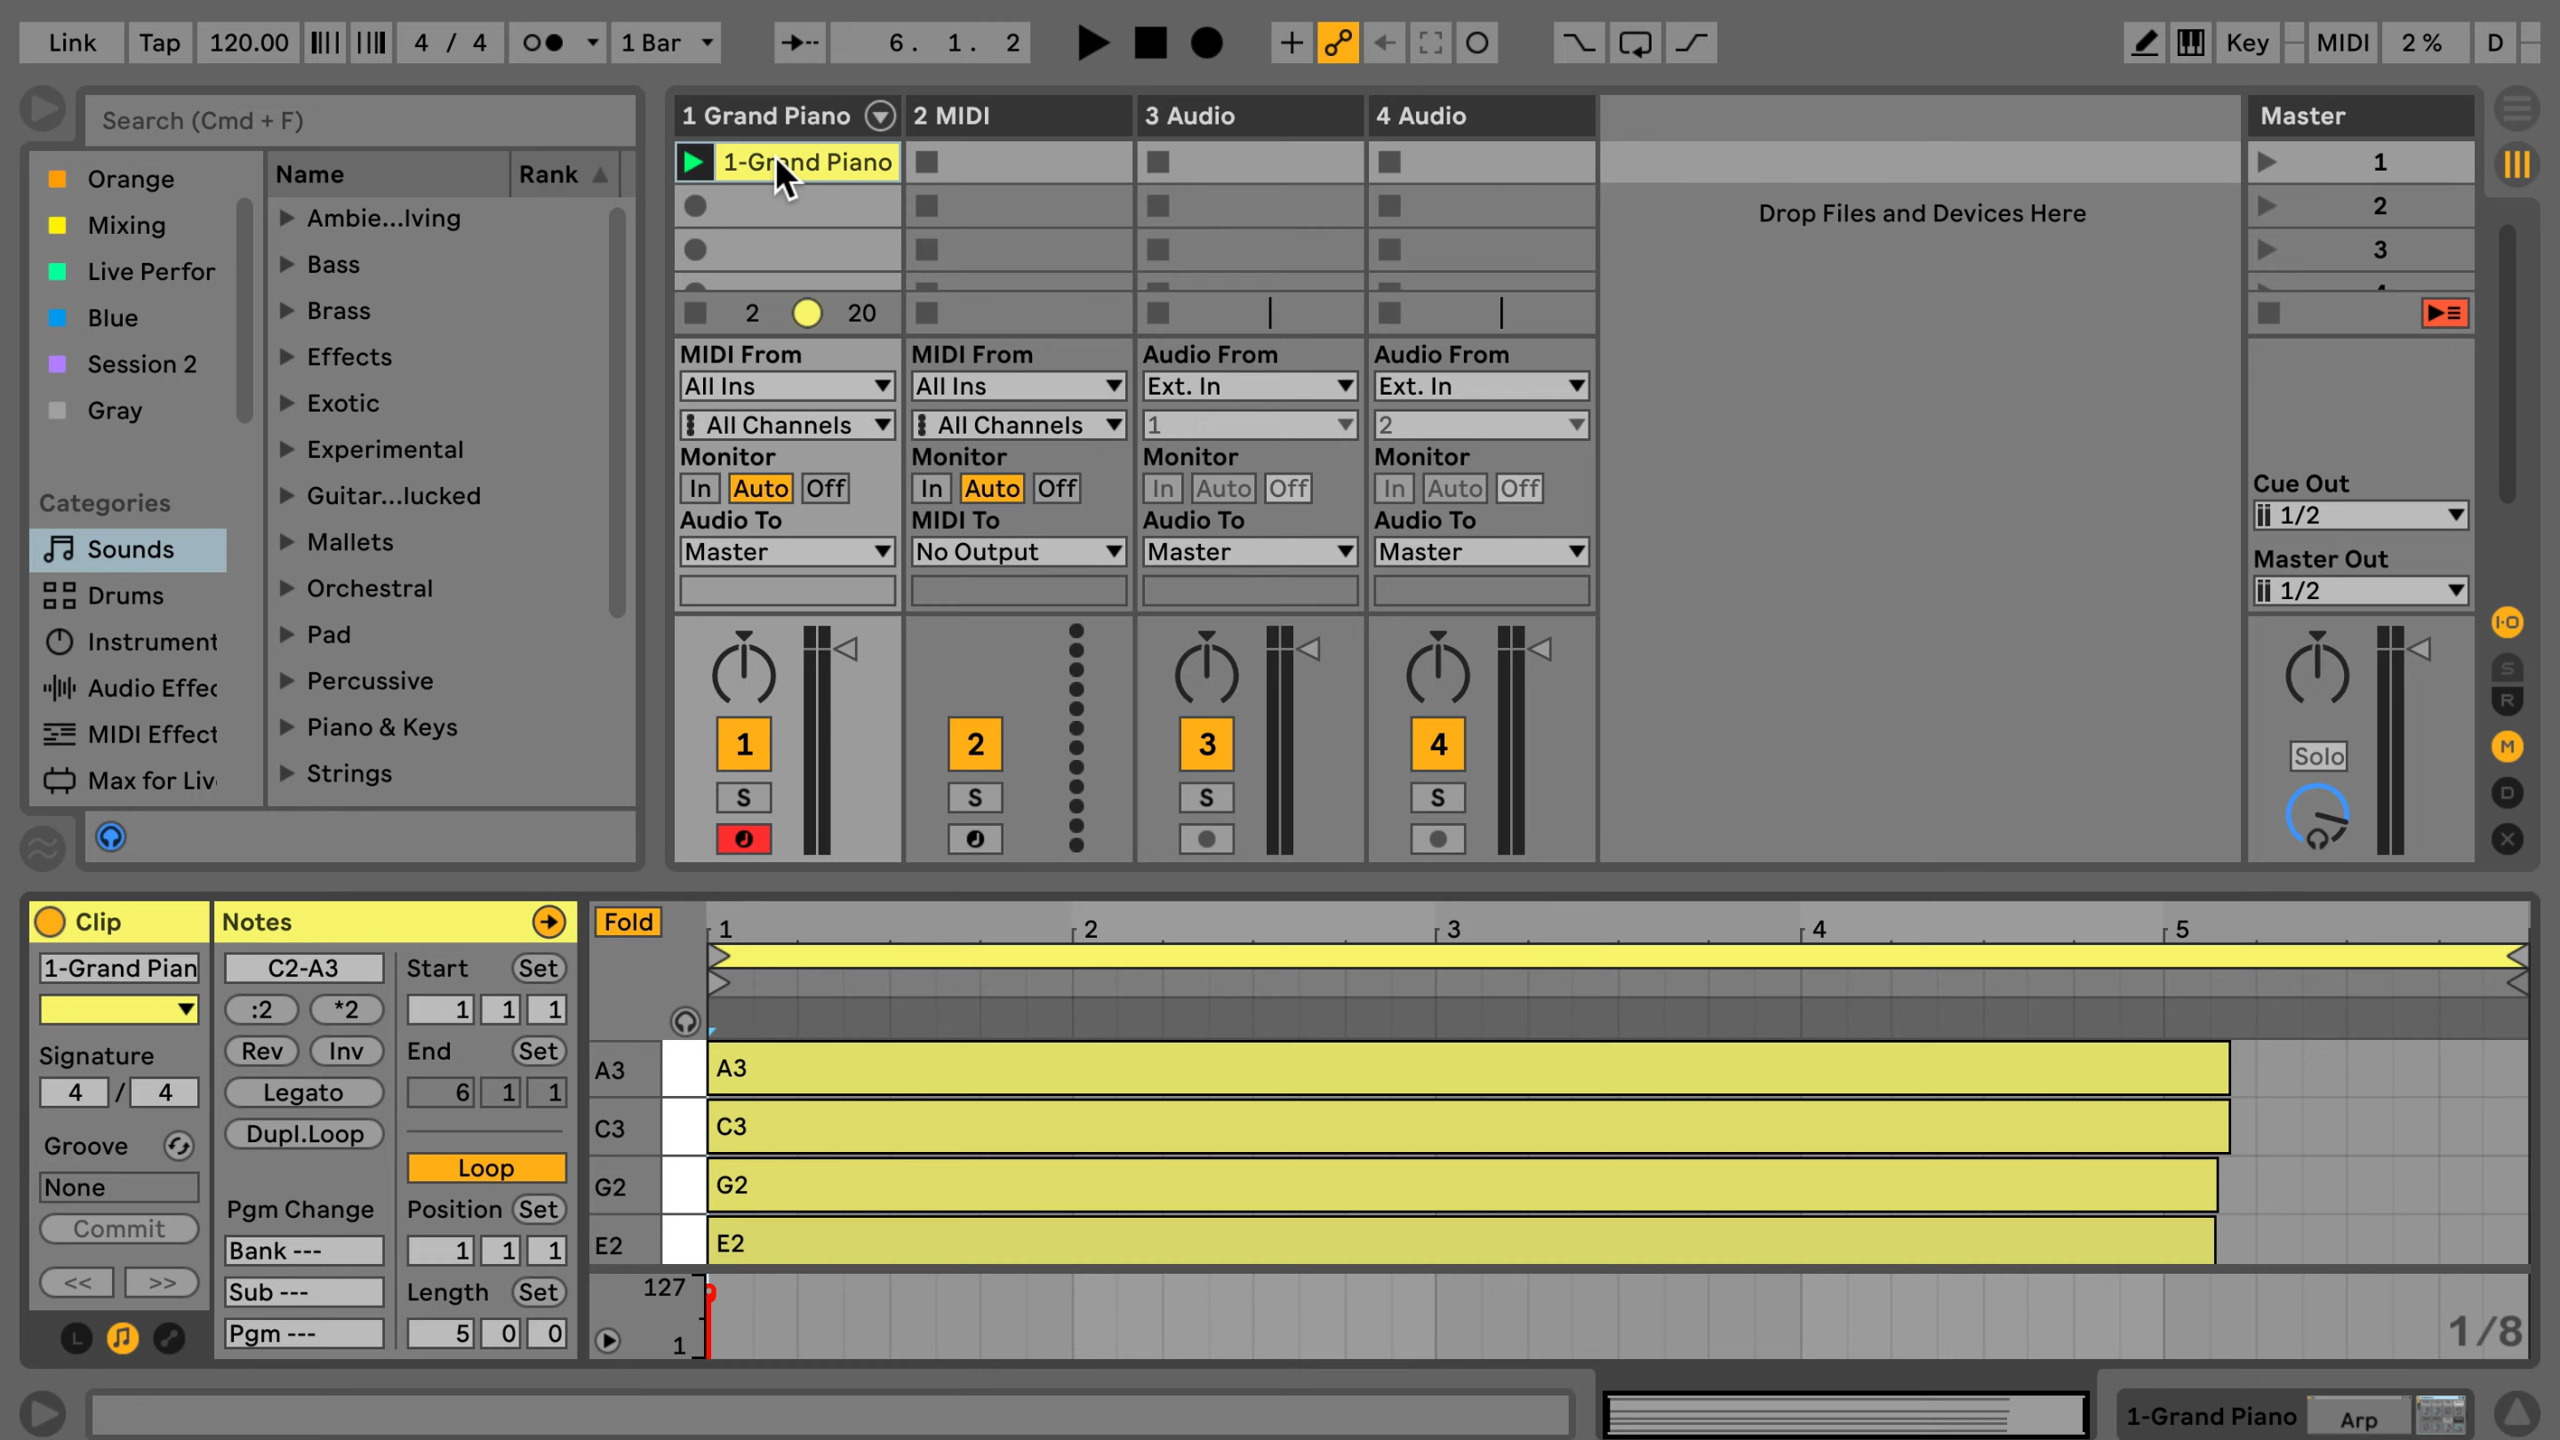 Link Tap 120.00 4 / 4 1 Bar 6. 1. 2 Key MIDI 2 % D
Search (Cmd + F)
Orange
Mixing
Live Perfor
Blue
Session 2
Gray
Categories
Sounds
Drums
Instrument
Audio Effec
MIDI Effect
Max for Liv
Name Rank
Ambie...lving
Bass
Brass
Effects
Exotic
Experimental
Guitar...lucked
Mallets
Orchestral
Pad
Percussive
Piano & Keys
Strings
1 Grand Piano 2 MIDI 3 Audio 4 Audio Master
1-Grand Piano 1
Drop Files and Devices Here 2
3
2 20
MIDI From MIDI From Audio From Audio From
All Ins All Ins Ext. In Ext. In
All Channels All Channels 1 2
Monitor Monitor Monitor Monitor
In Auto Off In Auto Off In Auto Off In Auto Off
Audio To MIDI To Audio To Audio To
Master No Output Master Master
Cue Out
1/2
Master Out
1/2
1 2 3 4
S S S S
Solo
I·O
S
R
M
D
X
Clip
1-Grand Pian
Signature
4 / 4
Groove
None
Commit
<< >>
L
Notes
C2-A3
:2 *2
Rev Inv
Legato
Dupl.Loop
Pgm Change
Bank ---
Sub ---
Pgm ---
Start Set
1 1 1
End Set
6 1 1
Loop
Position Set
1 1 1
Length Set
5 0 0
Fold 1 2 3 4 5
A3 A3
C3 C3
G2 G2
E2 E2
127
1
1/8
1-Grand Piano Arp